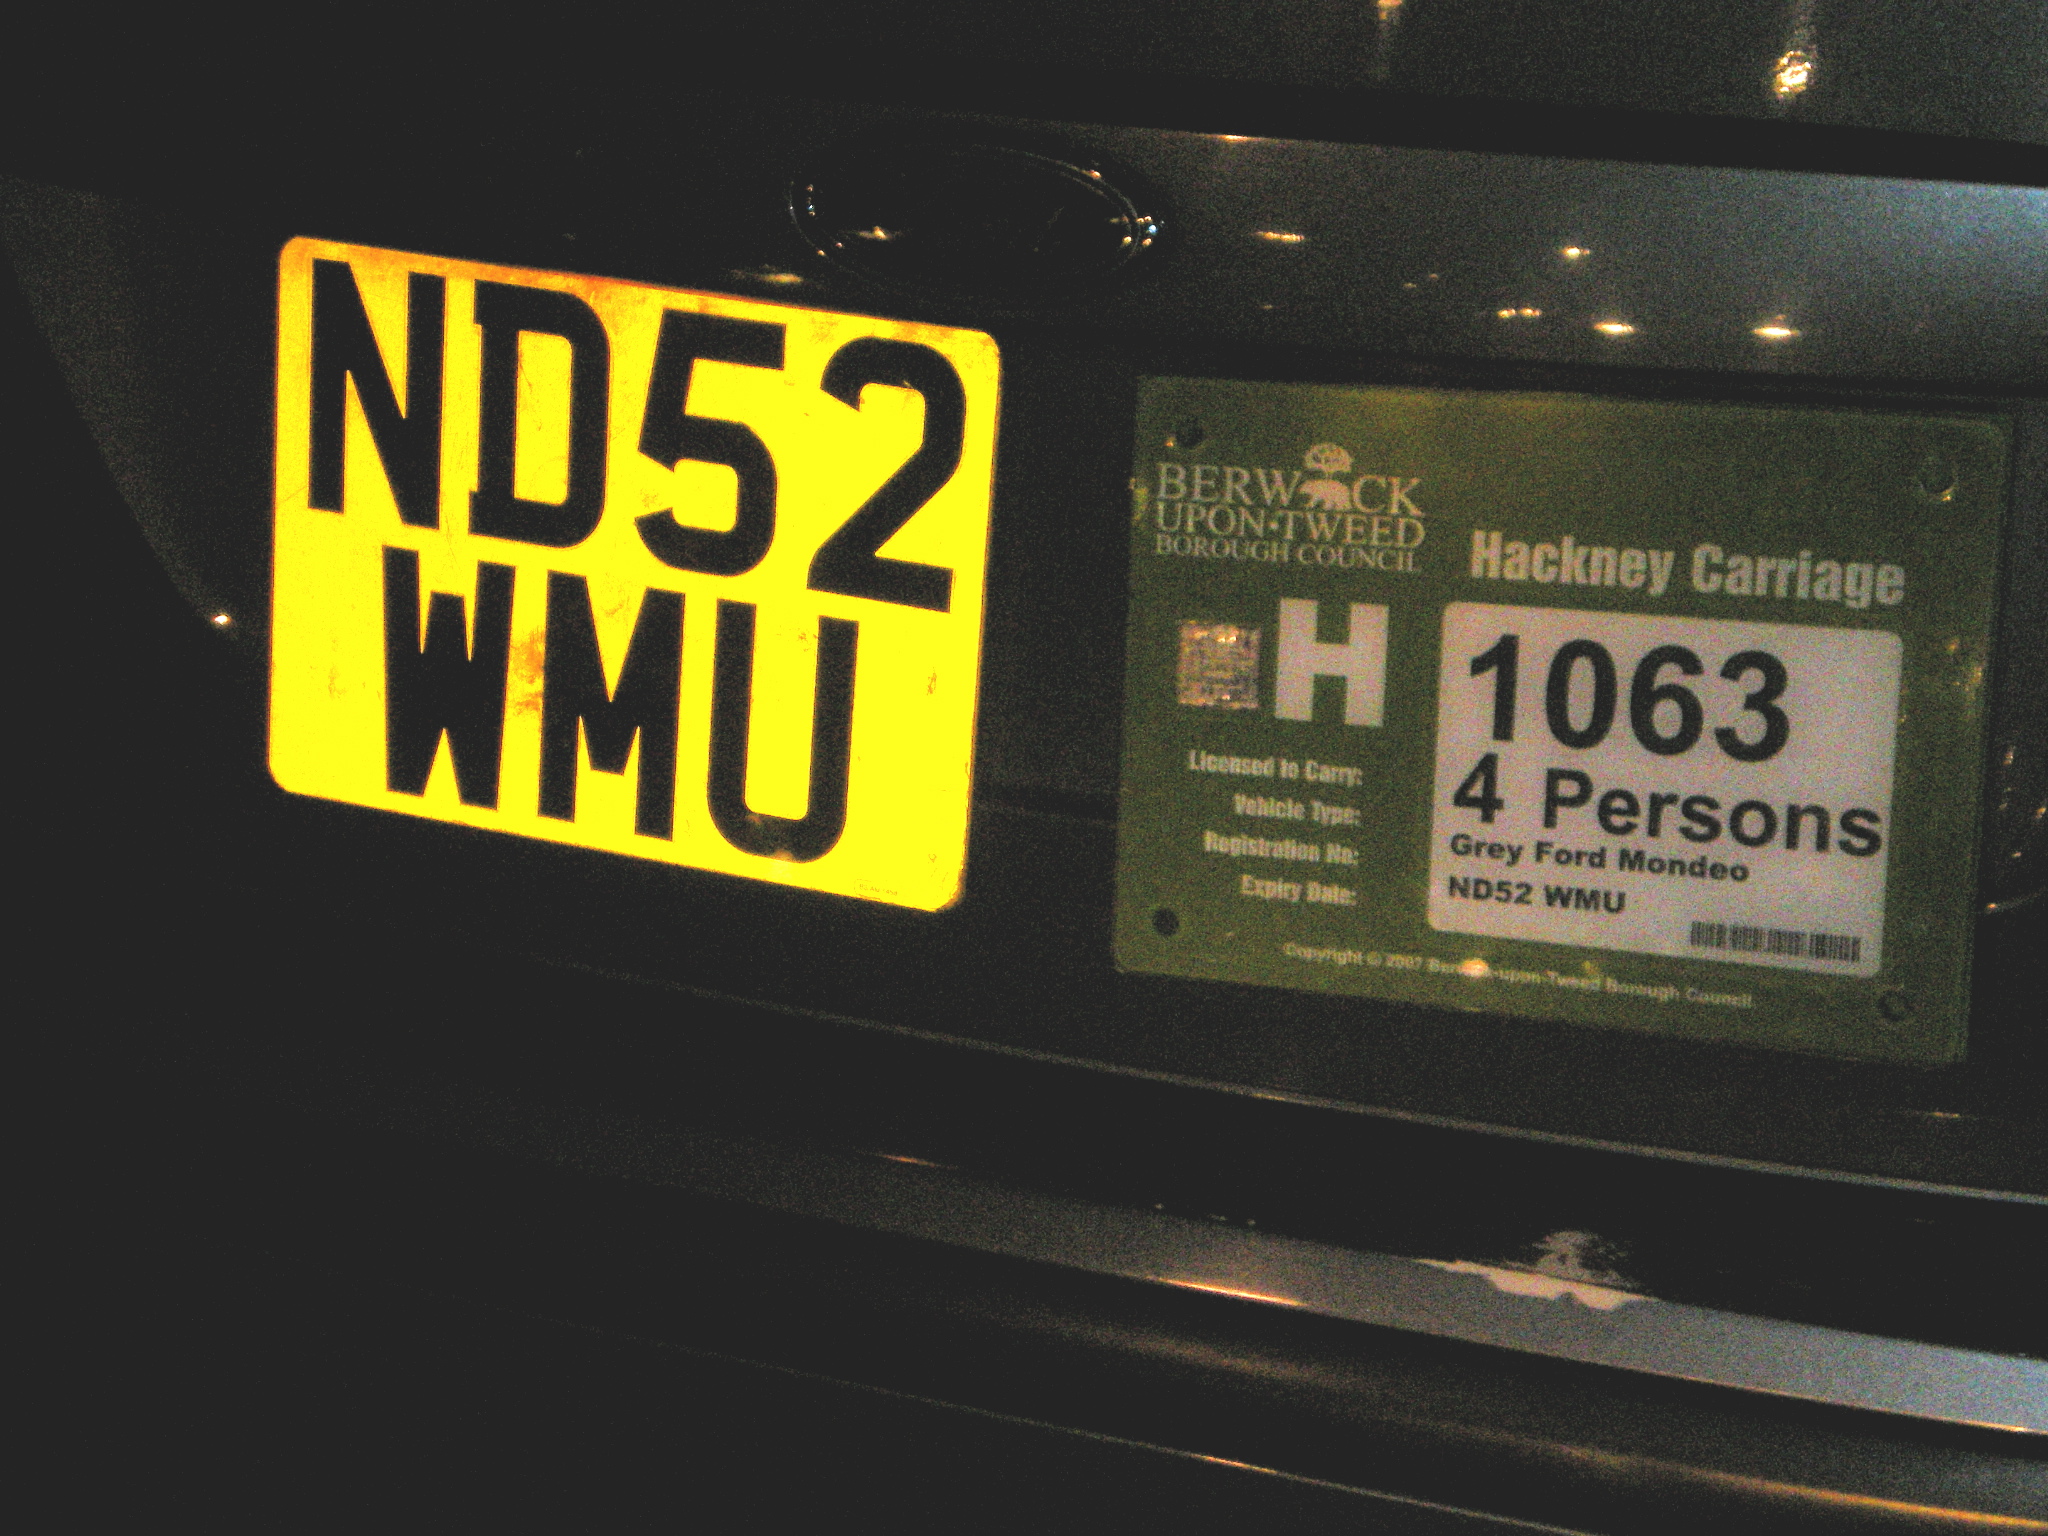 ND52
WMU
BERWICK
UPON·TWEED
BOROUGH COUNCIL
Hackney Carriage
H
1063
Licensed to Carry: 4 Persons
Vehicle Type: Grey Ford Mondeo
Registration No: ND52 WMU
Expiry Date:
Copyright © 2007 Berwick-upon-Tweed Borough Council